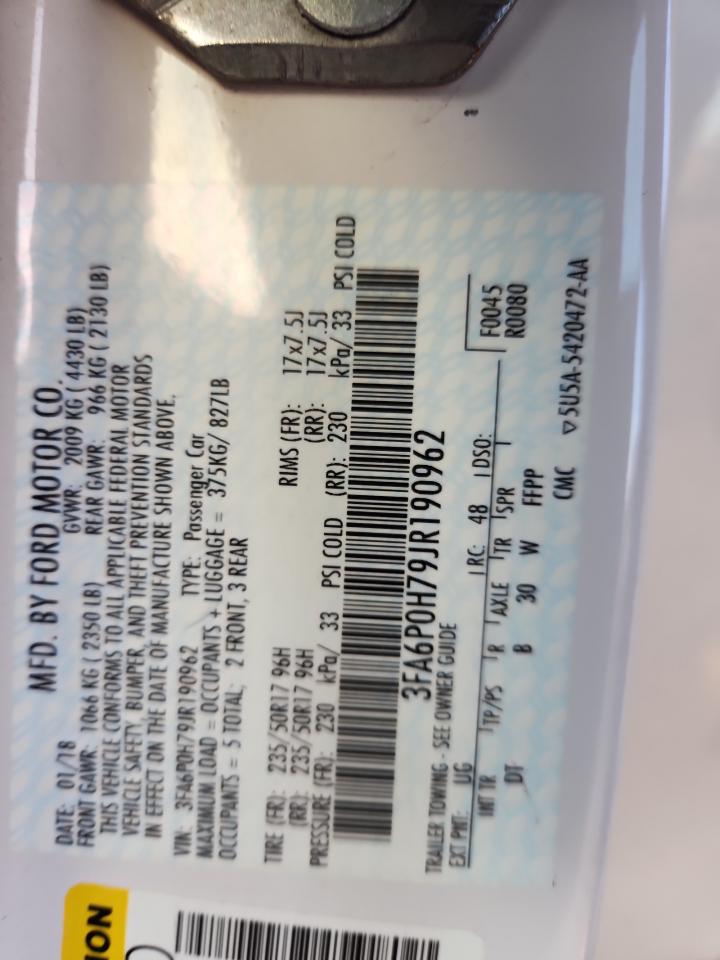 MFD. BY FORD MOTOR CO.
DATE: 01/18 GVWR: 2009 KG ( 4430 LB)
FRONT GAWR: 1066 KG ( 2350 LB) REAR GAWR: 966 KG ( 2130 LB)
THIS VEHICLE CONFORMS TO ALL APPLICABLE FEDERAL MOTOR
VEHICLE SAFETY, BUMPER, AND THEFT PREVENTION STANDARDS
IN EFFECT ON THE DATE OF MANUFACTURE SHOWN ABOVE.
VIN: 3FA6P0H79JR190962 TYPE: Passenger Car
MAXIMUM LOAD = OCCUPANTS + LUGGAGE = 375KG/ 827LB
OCCUPANTS = 5 TOTAL; 2 FRONT, 3 REAR
TIRE (FR): 235/50R17 96H RIMS (FR): 17x7.5J
(RR): 235/50R17 96H (RR): 17x7.5J
PRESSURE (FR): 230 kPa/ 33 PSI COLD (RR): 230 kPa/ 33 PSI COLD
3FA6P0H79JR190962
TRAILER TOWING - SEE OWNER GUIDE
EXT PNT: UG RC: 48 DSO: F0045
INT TR TP/PS R AXLE TR SPR R0080
DT B 30 W FFPP
CMC ▽5U5A-5420472-AA